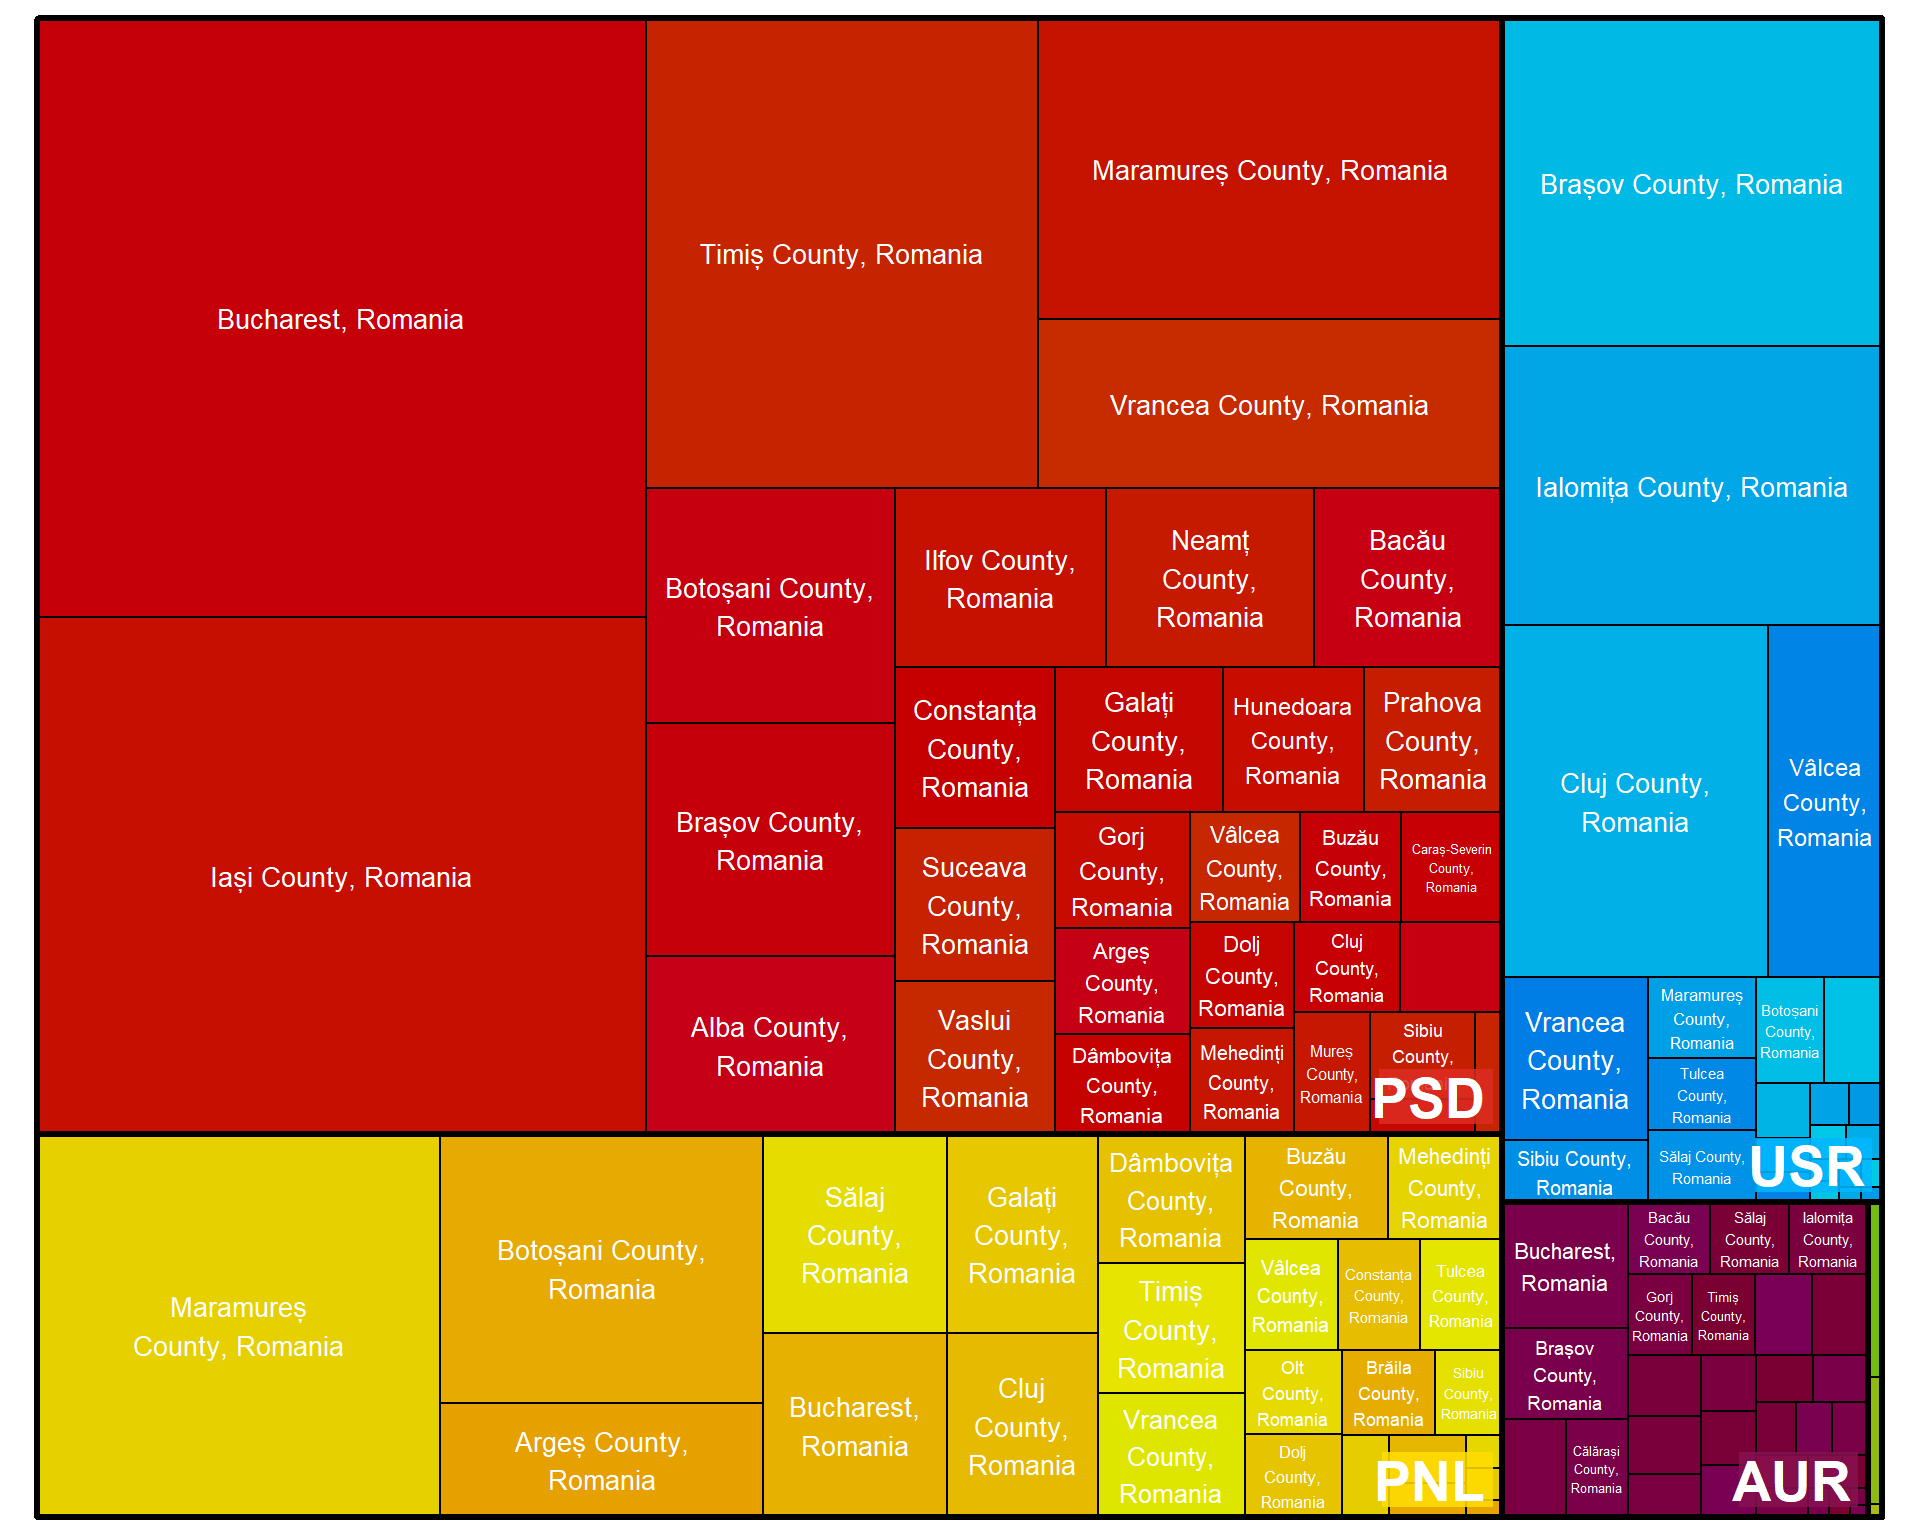 Bucharest, Romania
Iași County, Romania
Timiș County, Romania
Maramureș County, Romania
Vrancea County, Romania
Botoșani County,
Romania
Brașov County,
Romania
Alba County,
Romania
Ilfov County,
Romania
Neamț
County,
Romania
Bacău
County,
Romania
Constanța
County,
Romania
Suceava
County,
Romania
Vaslui
County,
Romania
Galați
County,
Romania
Hunedoara
County,
Romania
Prahova
County,
Romania
Gorj
County,
Romania
Argeș
County,
Romania
Dâmbovița
County,
Romania
Vâlcea
County,
Romania
Dolj
County,
Romania
Mehedinți
County,
Romania
Buzău
County,
Romania
Caraș-Severin
County,
Romania
Cluj
County,
Romania
Mureș
County,
Romania
Sibiu
County,
PSD
Brașov County, Romania
Ialomița County, Romania
Cluj County,
Romania
Vâlcea
County,
Romania
Vrancea
County,
Romania
Sibiu County,
Romania
Maramureș
County,
Romania
Tulcea
County,
Romania
Sălaj County,
Romania
Botoșani
County,
Romania
USR
Maramureș
County, Romania
Botoșani County,
Romania
Argeș County,
Romania
Sălaj
County,
Romania
Bucharest,
Romania
Galați
County,
Romania
Cluj
County,
Romania
Dâmbovița
County,
Romania
Timiș
County,
Romania
Vrancea
County,
Romania
Buzău
County,
Romania
Mehedinți
County,
Romania
Vâlcea
County,
Romania
Constanța
County,
Romania
Tulcea
County,
Romania
Olt
County,
Romania
Brăila
County,
Romania
Sibiu
County,
Romania
Dolj
County,
Romania
PNL
Bucharest,
Romania
Brașov
County,
Romania
Călărași
County,
Romania
Bacău
County,
Romania
Sălaj
County,
Romania
Ialomița
County,
Romania
Gorj
County,
Romania
Timiș
County,
Romania
AUR